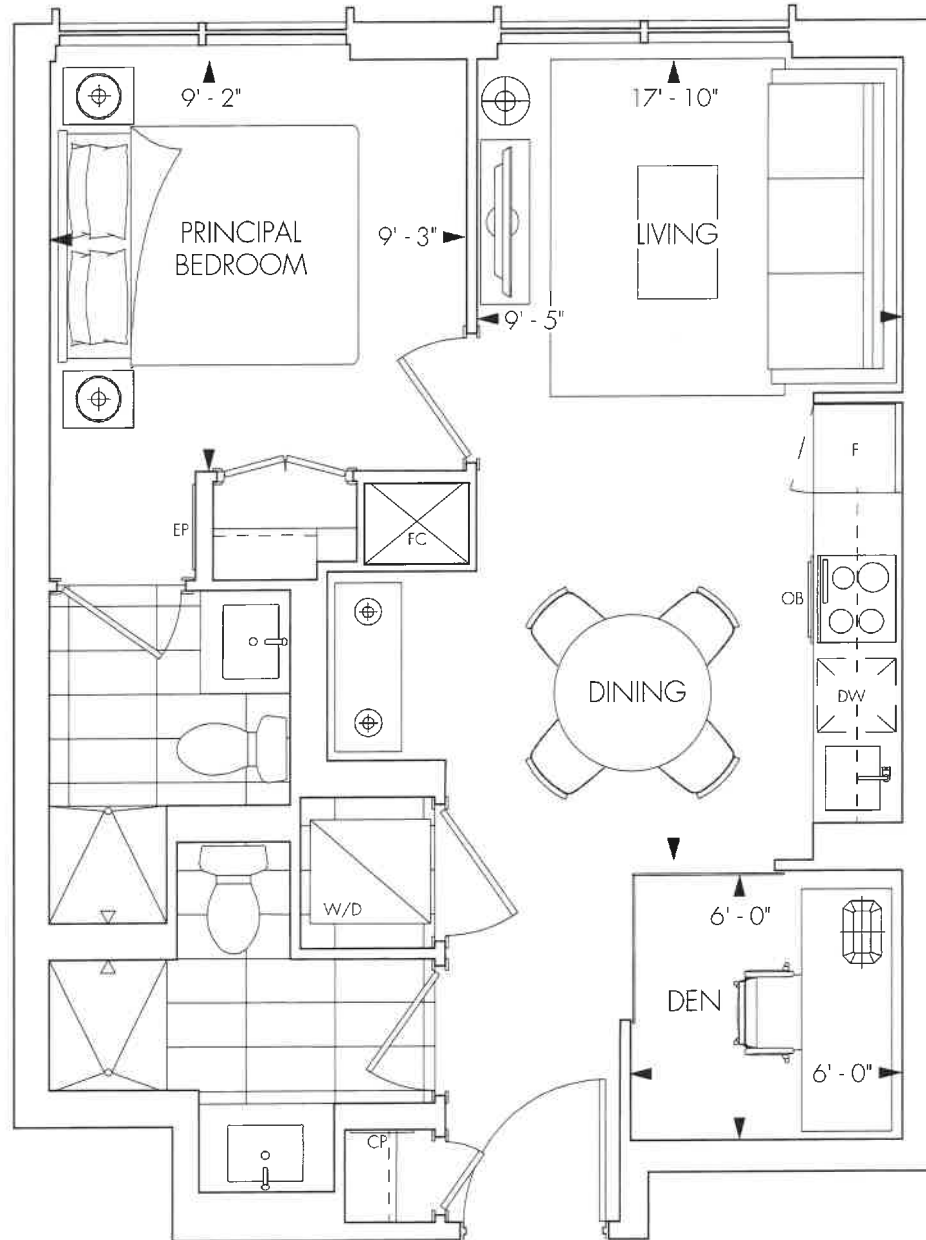 9' - 2"
17' - 10"
PRINCIPAL
BEDROOM
9' - 3"
LIVING
9' - 5"
F
EP
FC
OB
DINING
DW
W/D
6' - 0"
DEN
6' - 0"
CP